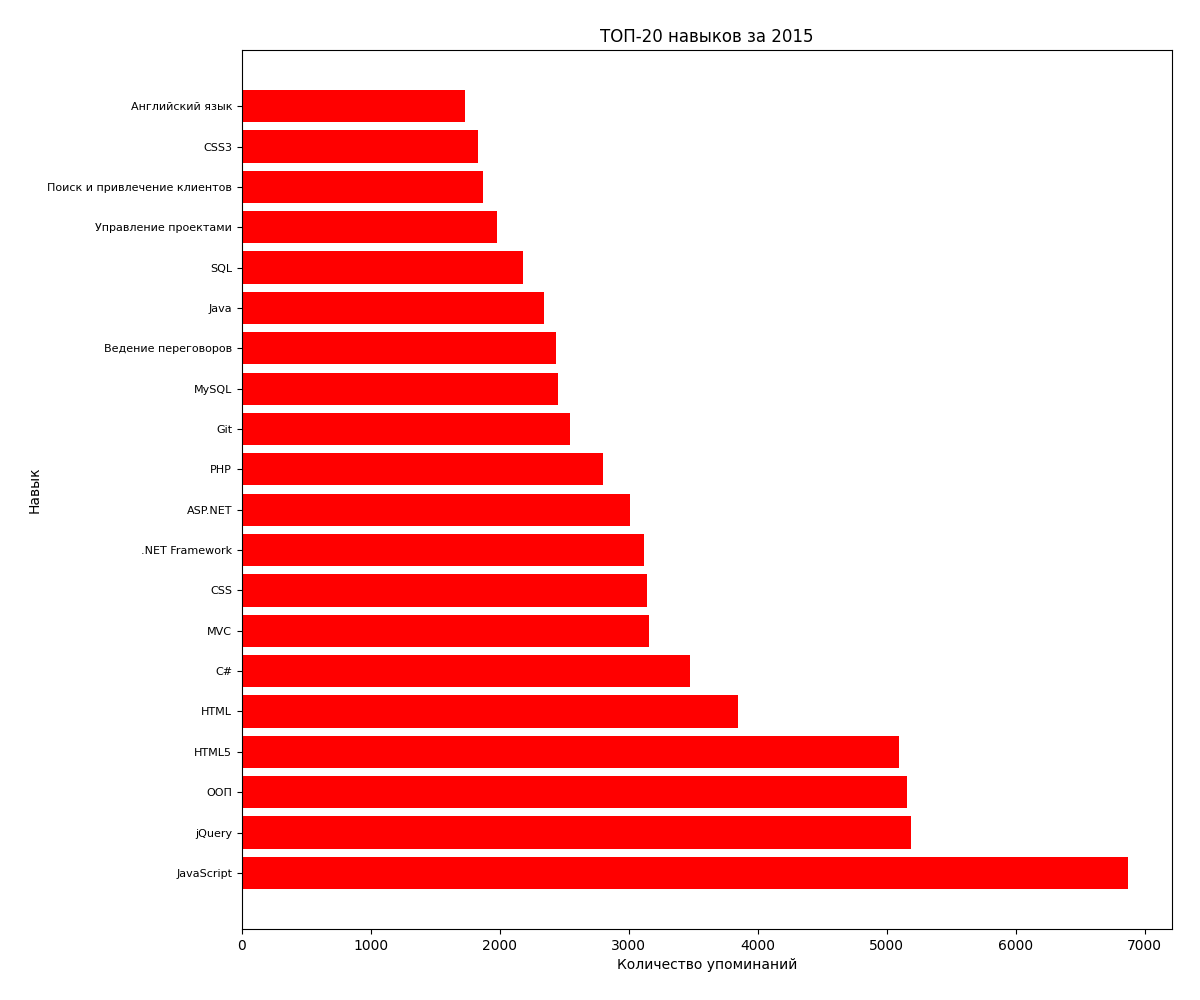 ТОП-20 навыков за 2015
Английский язык
CSS3
Поиск и привлечение клиентов
Управление проектами
SQL
Java
Ведение переговоров
MySQL
Git
PHP
ASP.NET
.NET Framework
CSS
MVC
C#
HTML
HTML5
ООП
jQuery
JavaScript
Навык
0 1000 2000 3000 4000 5000 6000 7000
Количество упоминаний